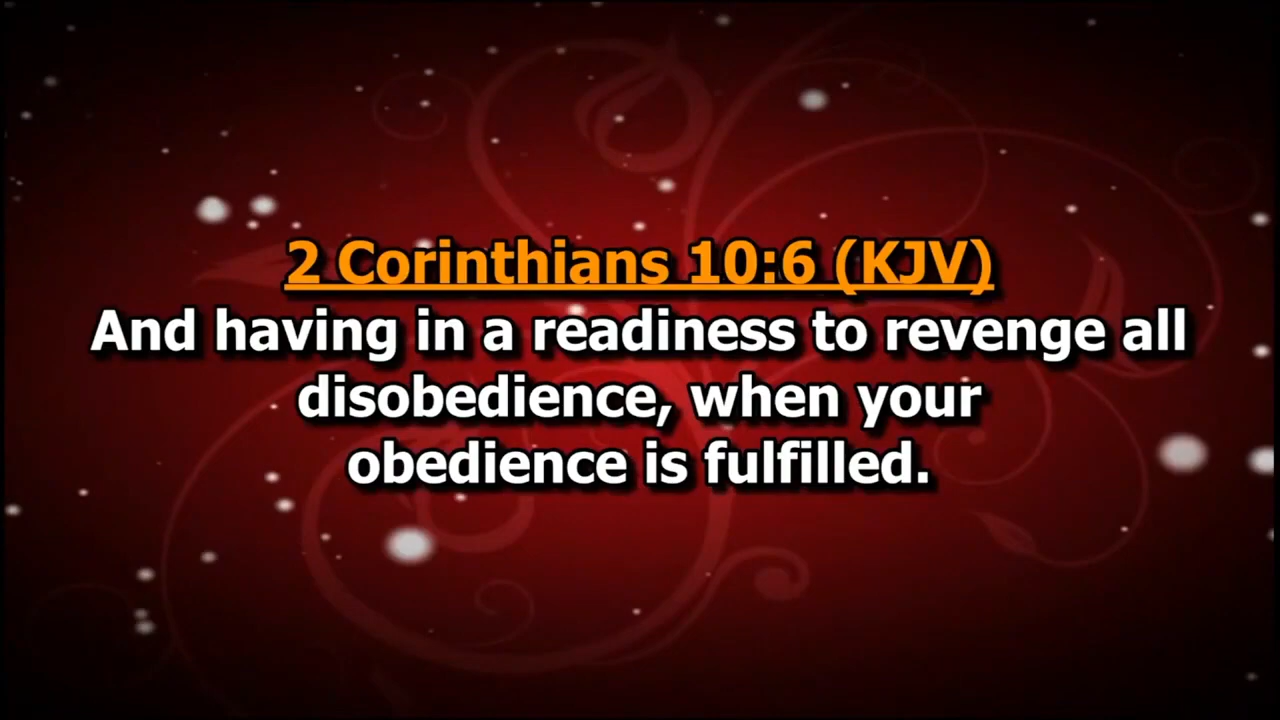 2 Corinthians 10:6 (KJV)
And having in a readiness to revenge all
disobedience, when your
obedience is fulfilled.